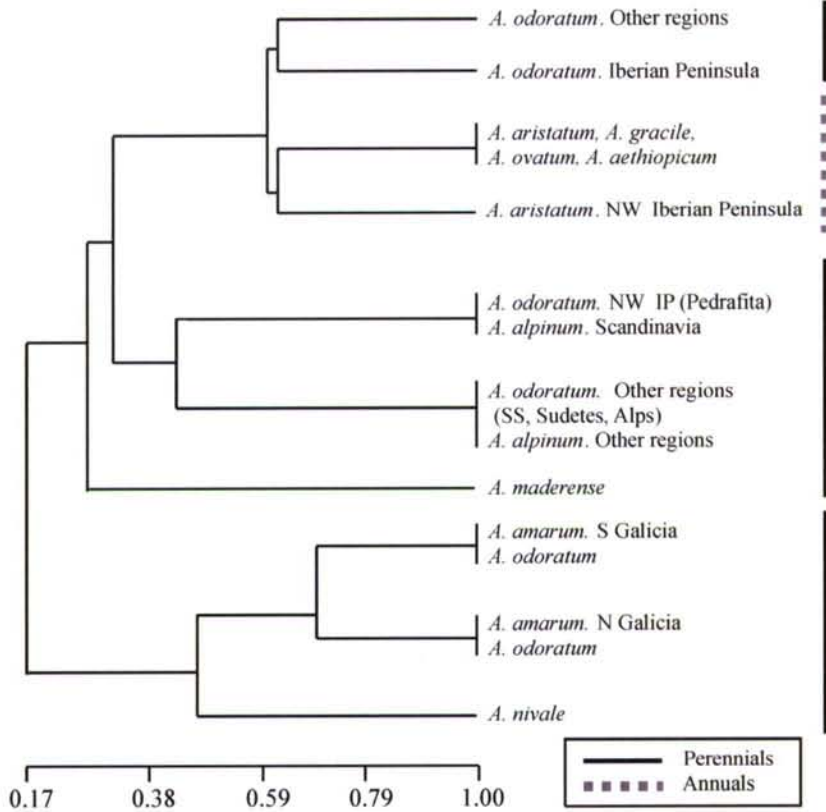 A. odoratum. Other regions
A. odoratum. Iberian Peninsula
A. aristatum, A. gracile,
A. ovatum, A. aethiopicum
A. aristatum. NW Iberian Peninsula
A. odoratum. NW IP (Pedrafita)
A. alpinum. Scandinavia
A. odoratum. Other regions
(SS, Sudetes, Alps)
A. alpinum. Other regions
A. maderense
A. amarum. S Galicia
A. odoratum
A. amarum. N Galicia
A. odoratum
A. nivale
0.17 0.38 0.59 0.79 1.00
Perennials
Annuals